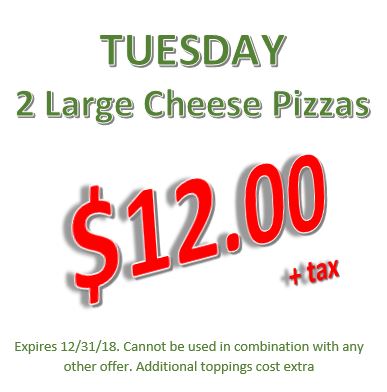 TUESDAY
2 Large Cheese Pizzas
$12.00
+ tax
Expires 12/31/18. Cannot be used in combination with any
other offer. Additional toppings cost extra